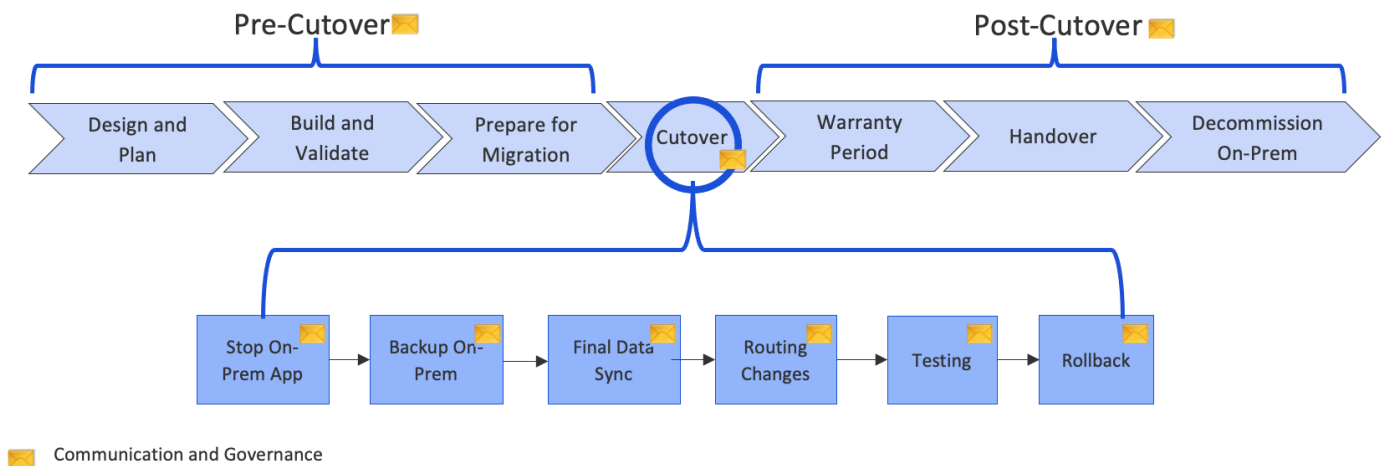 Pre-Cutover
Post-Cutover
Design and
Plan
Build and
Validate
Prepare for
Migration
Cutover
Warranty
Period
Handover
Decommission
On-Prem
Stop On-
Prem App
Backup On-
Prem
Final Data
Sync
Routing
Changes
Testing
Rollback
Communication and Governance